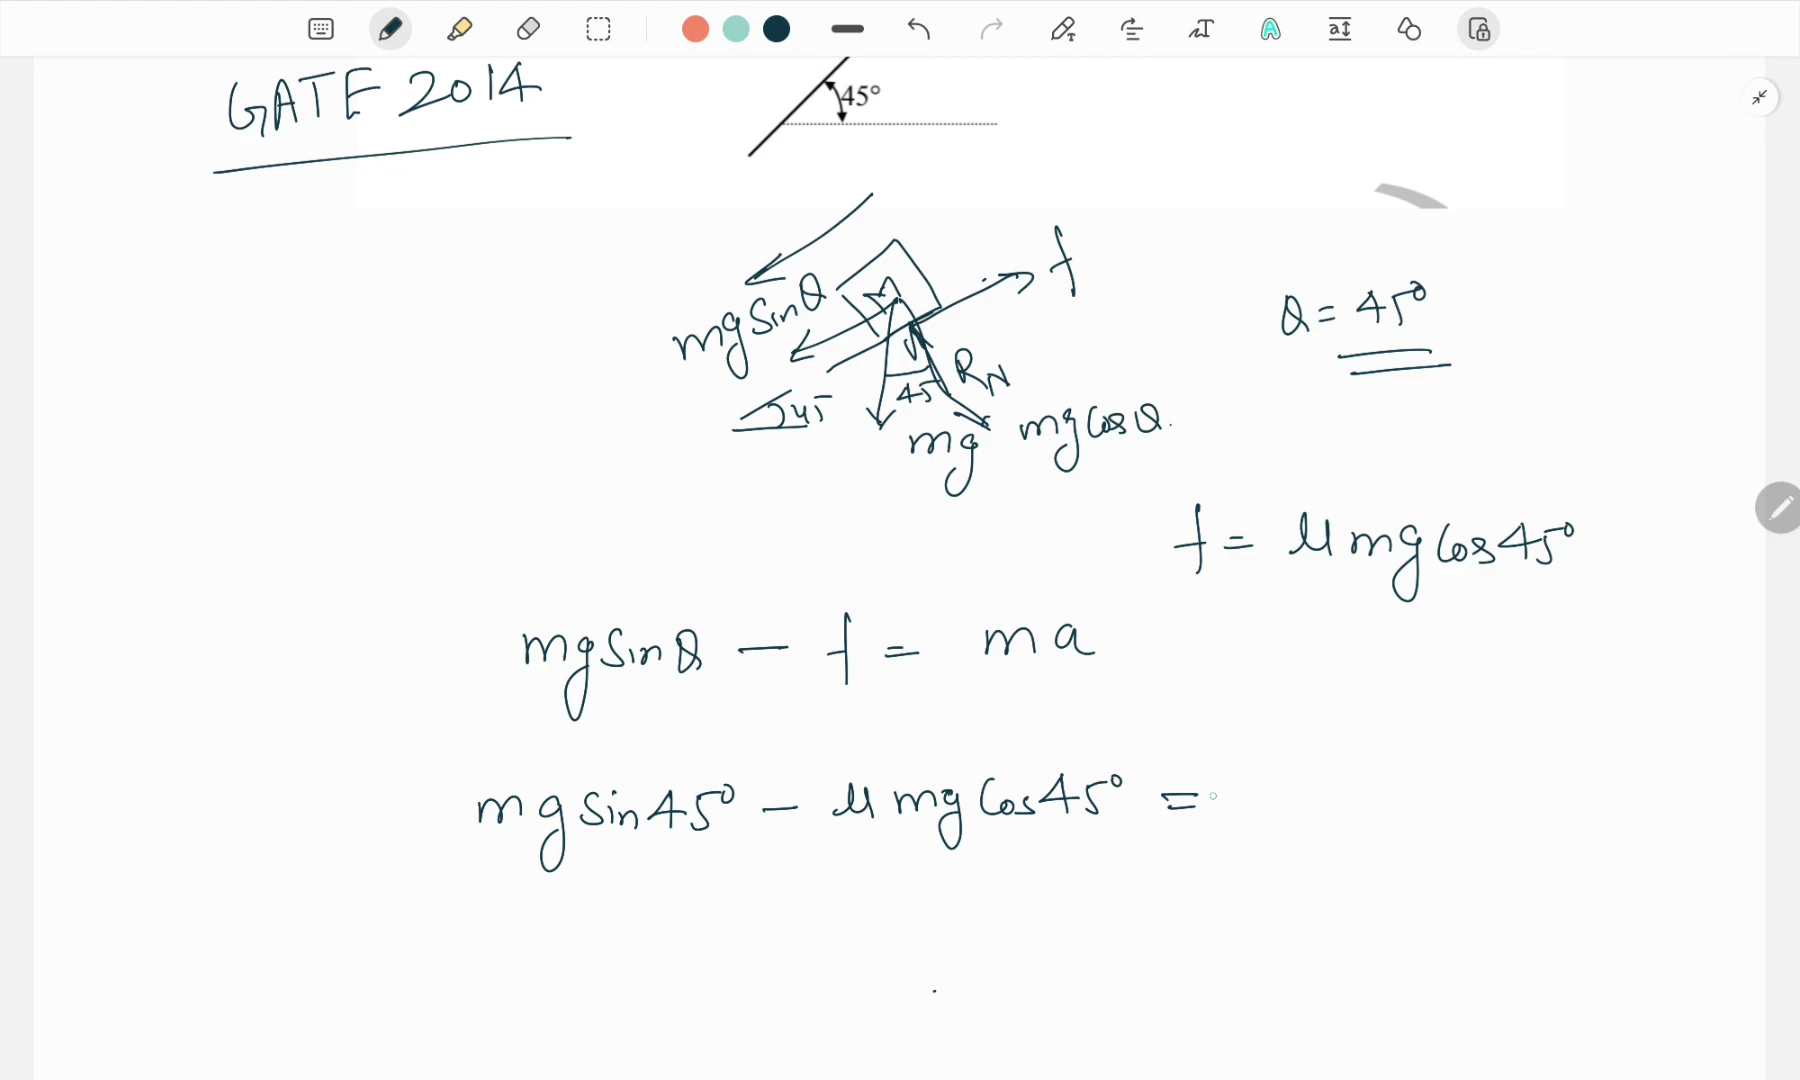 GATE 2014
45°
f
mg sinθ
θ = 45°
RN
45
45
mg
mg cosθ.
f = μ mg cos45°
mg sinθ - f = ma
mg sin45° - μ mg cos45° =